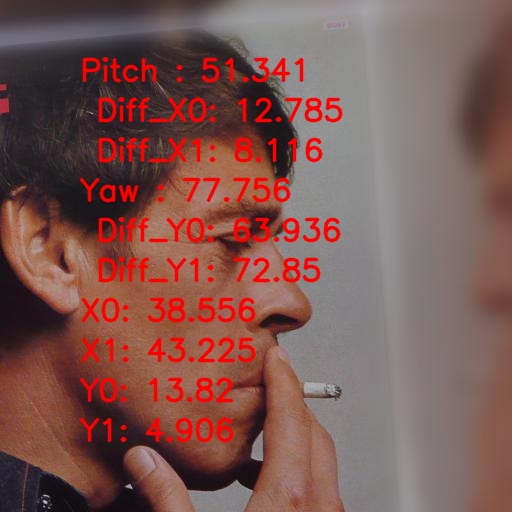 Pitch : 51.341
Diff_X0: 12.785
Diff_X1: 8.116
Yaw : 77.756
Diff_Y0: 63.936
Diff_Y1: 72.85
X0: 38.556
X1: 43.225
Y0: 13.82
Y1: 4.906